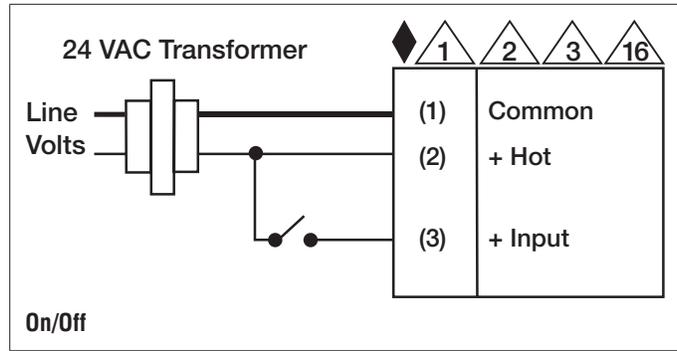 24 VAC Transformer
1 2 3 16
Line
Volts
(1) Common
(2) + Hot
(3) + Input
On/Off